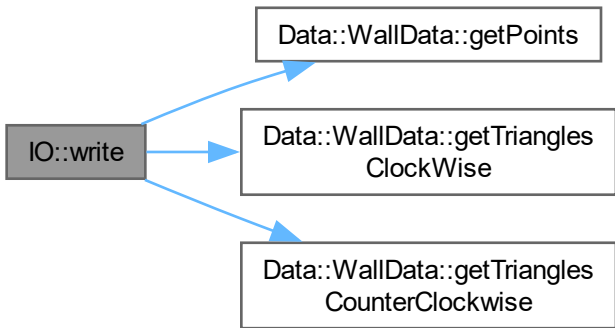 Data::WallData::getPoints
IO::write
Data::WallData::getTriangles
ClockWise
Data::WallData::getTriangles
CounterClockwise